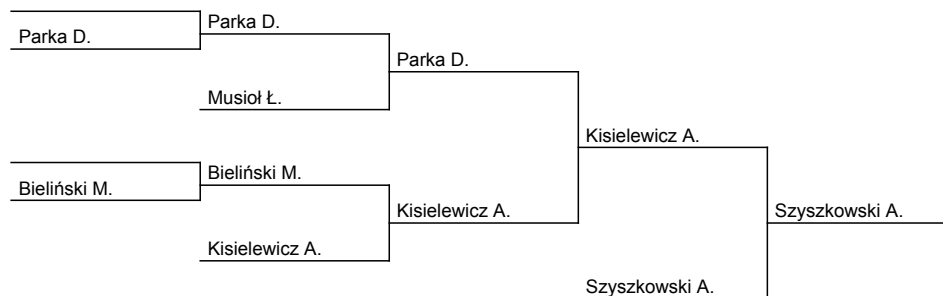 Parka D.
Parka D.
Parka D.
Musioł Ł.
Kisielewicz A.
Bieliński M.
Bieliński M.
Kisielewicz A.
Szyszkowski A.
Kisielewicz A.
Szyszkowski A.